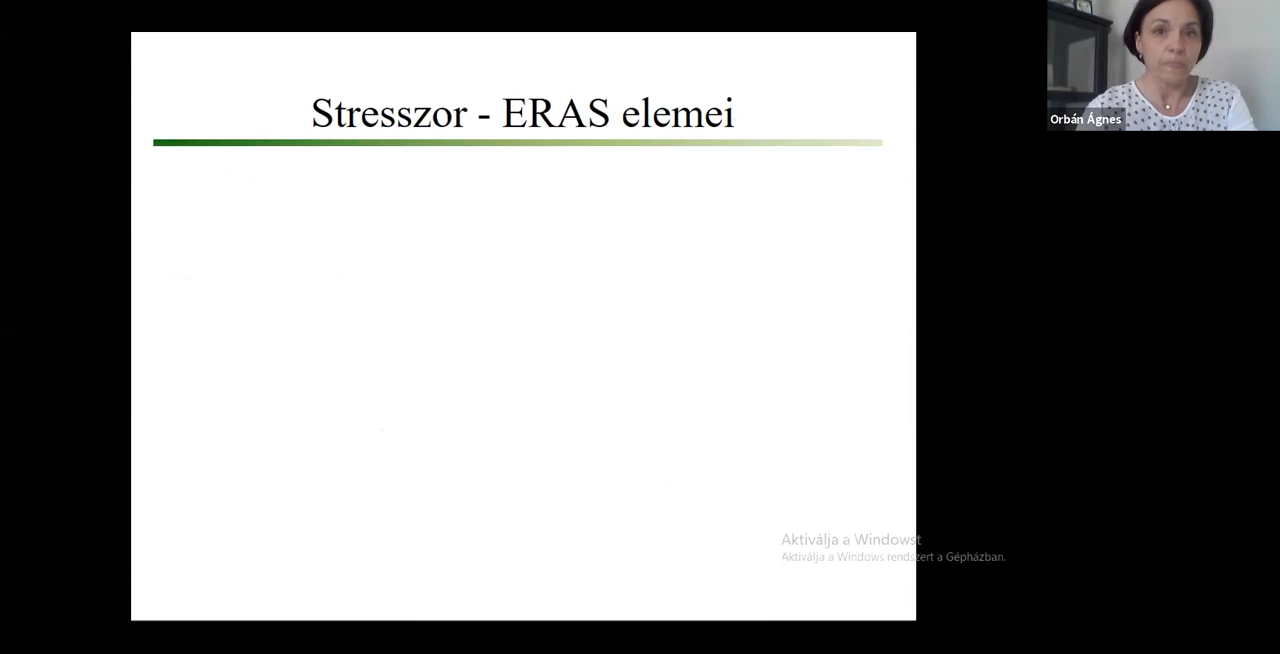 Stresszor - ERAS elemei
Orbán Ágnes
Aktiválja a Windowst
Aktiválja a Windows rendszert a Gépházban.